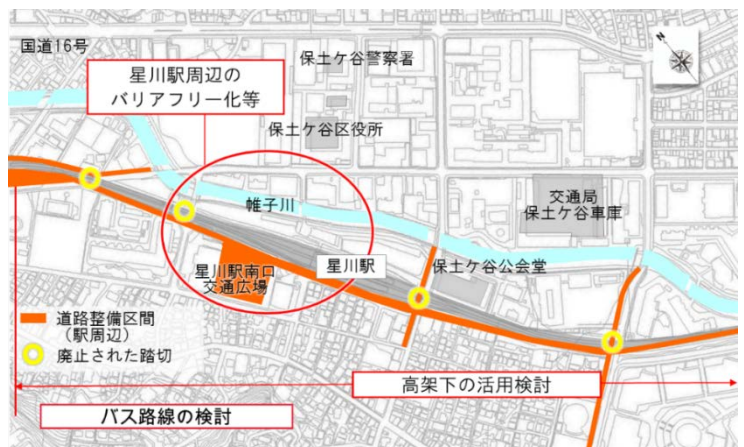 国道16号
星川駅周辺の
バリアフリー化等
保土ケ谷警察署
N
保土ケ谷区役所
帷子川
交通局
保土ケ谷車庫
星川駅
保土ケ谷公会堂
星川駅南口
交通広場
道路整備区間
(駅周辺)
廃止された踏切
高架下の活用検討
バス路線の検討